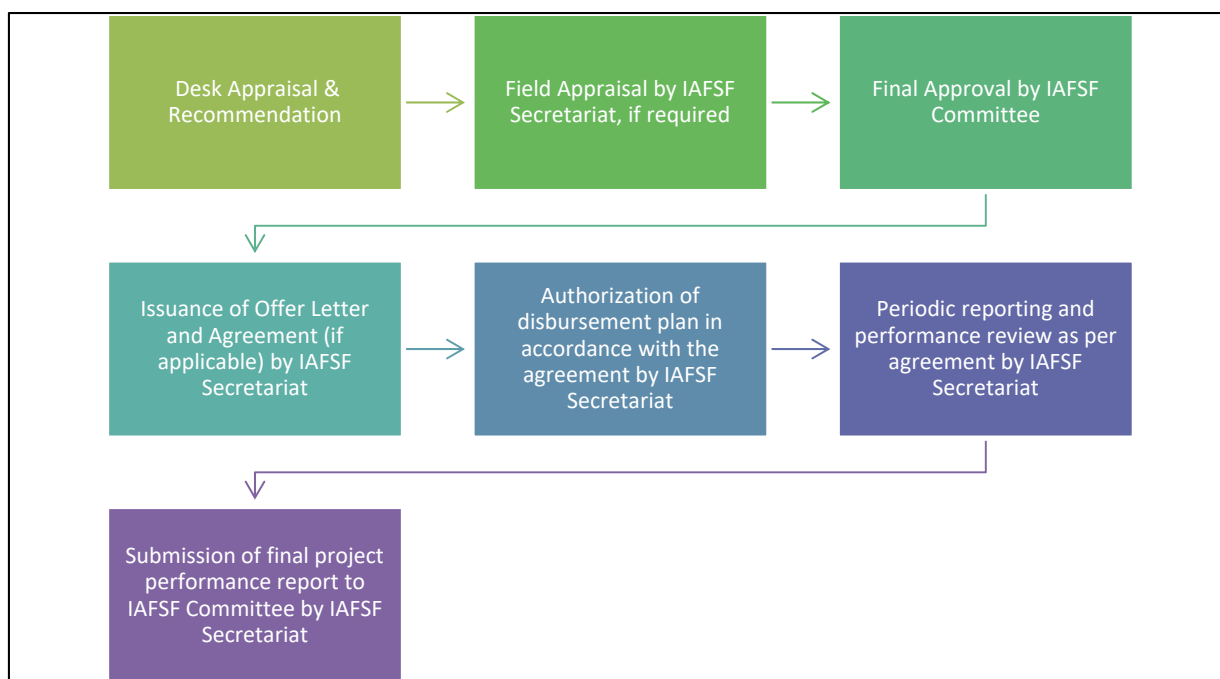 Desk Appraisal &
Recommendation
Field Appraisal by IAFSF
Secretariat, if required
Final Approval by IAFSF
Committee
Issuance of Offer Letter
and Agreement (if
applicable) by IAFSF
Secretariat
Authorization of
disbursement plan in
accordance with the
agreement by IAFSF
Secretariat
Periodic reporting and
performance review as per
agreement by IAFSF
Secretariat
Submission of final project
performance report to
IAFSF Committee by IAFSF
Secretariat